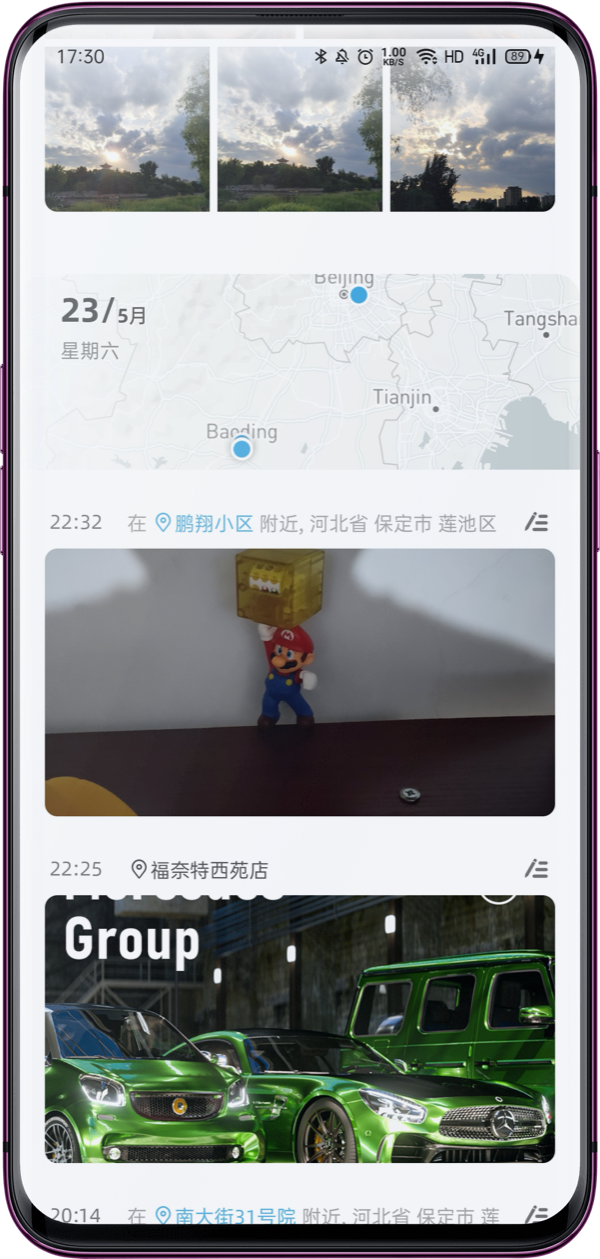 17:30 1.00 KB/S HD 4G 89
Beijing
23/5月
Tangsha
星期六
Tianjin
Baoding
22:32 在 鹏翔小区 附近, 河北省 保定市 莲池区
M
22:25 福奈特西苑店
Group
20:14 在 南大街31号院 附近, 河北省 保定市 莲